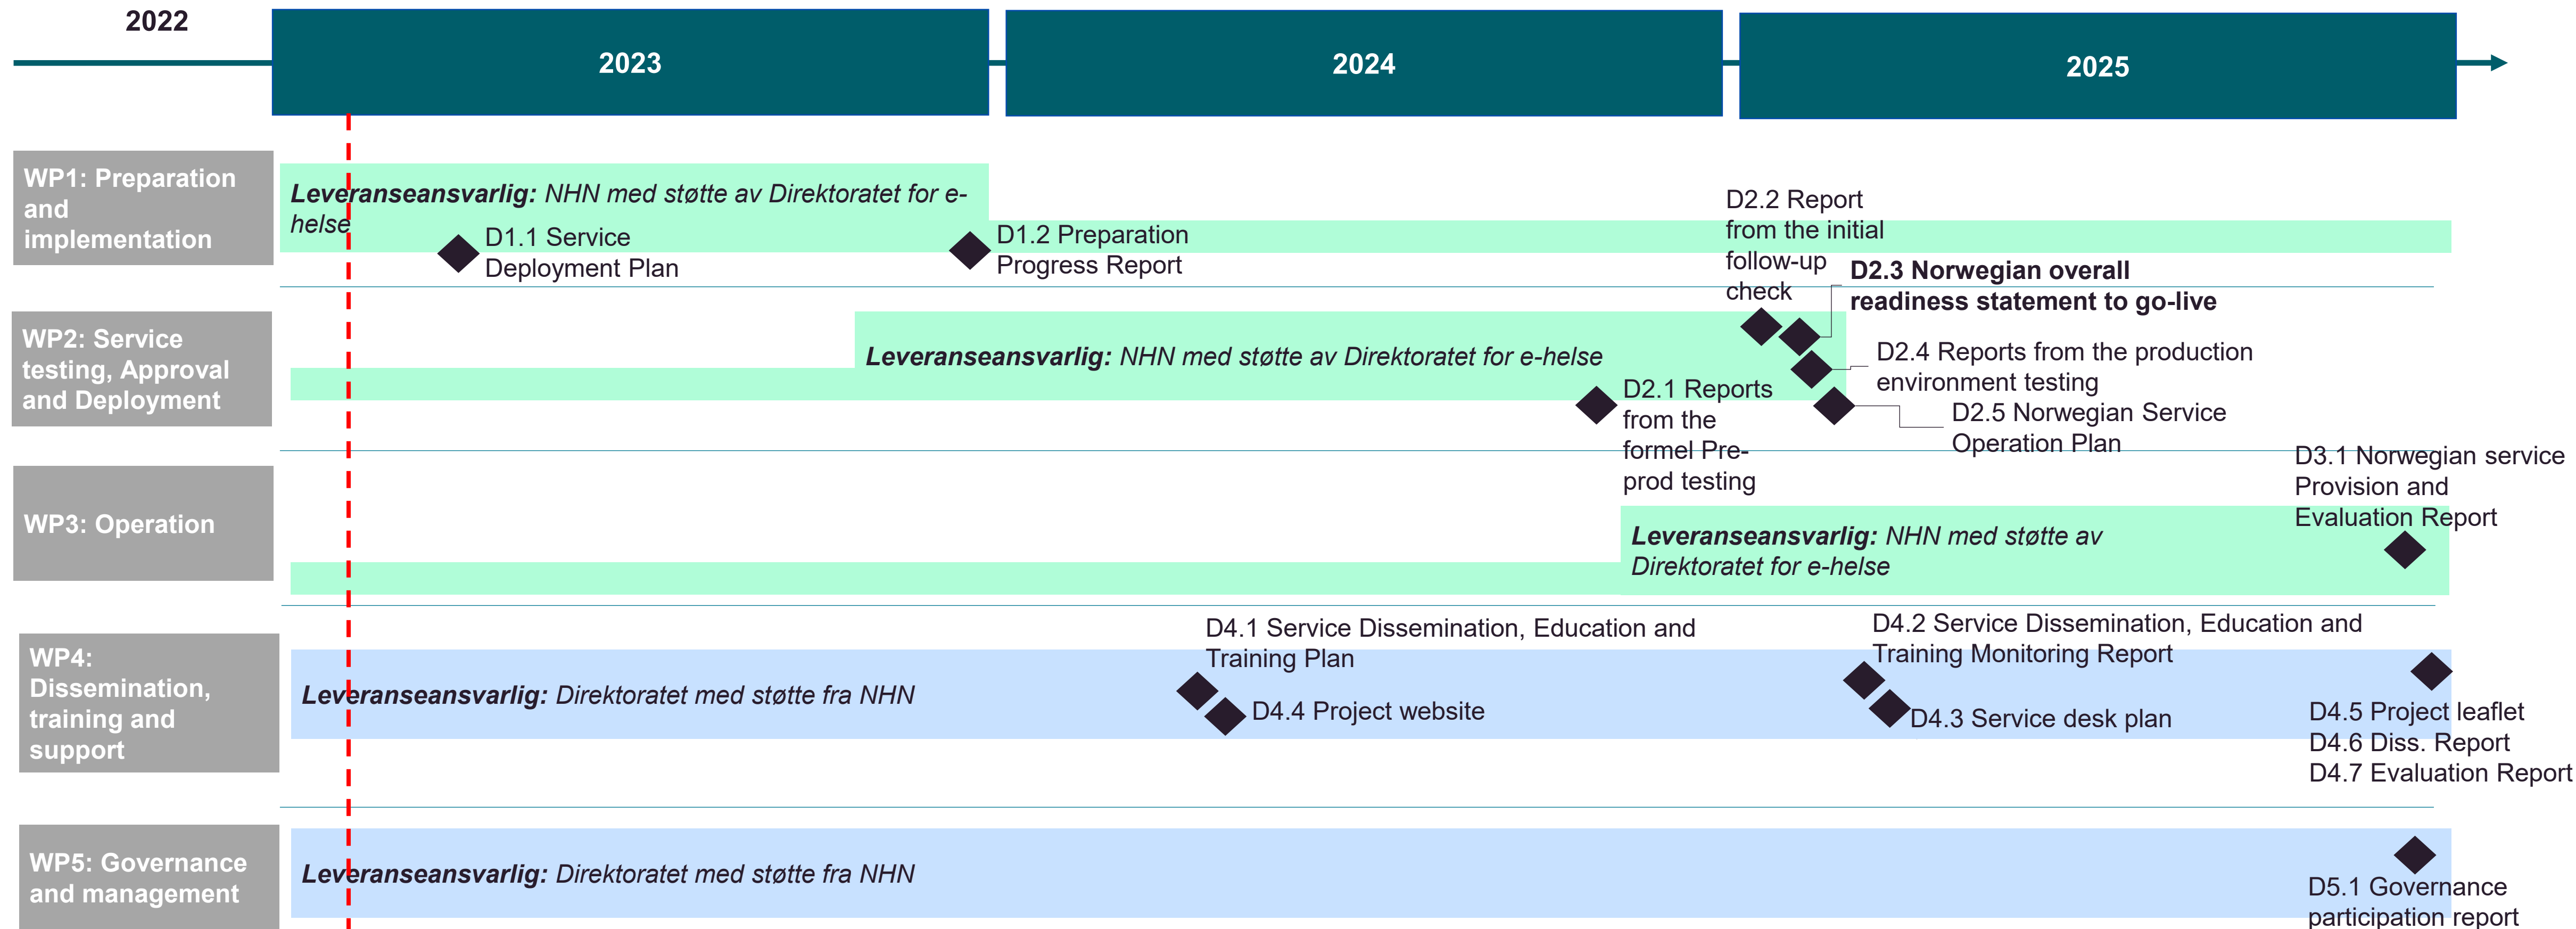 2022
2023
2024
2025
WP1: Preparation
and
implementation
Leveranseansvarlig: NHN med støtte av Direktoratet for e-
helse
D1.1 Service
Deployment Plan
D1.2 Preparation
Progress Report
D2.2 Report
from the initial
follow-up
check
D2.3 Norwegian overall
readiness statement to go-live
WP2: Service
testing, Approval
and Deployment
Leveranseansvarlig: NHN med støtte av Direktoratet for e-helse
D2.1 Reports
from the
formel Pre-
prod testing
D2.4 Reports from the production
environment testing
D2.5 Norwegian Service
Operation Plan
WP3: Operation
Leveranseansvarlig: NHN med støtte av
Direktoratet for e-helse
D3.1 Norwegian service
Provision and
Evaluation Report
WP4:
Dissemination,
training and
support
Leveranseansvarlig: Direktoratet med støtte fra NHN
D4.1 Service Dissemination, Education and
Training Plan
D4.4 Project website
D4.2 Service Dissemination, Education and
Training Monitoring Report
D4.3 Service desk plan
D4.5 Project leaflet
D4.6 Diss. Report
D4.7 Evaluation Report
WP5: Governance
and management
Leveranseansvarlig: Direktoratet med støtte fra NHN
D5.1 Governance
participation report